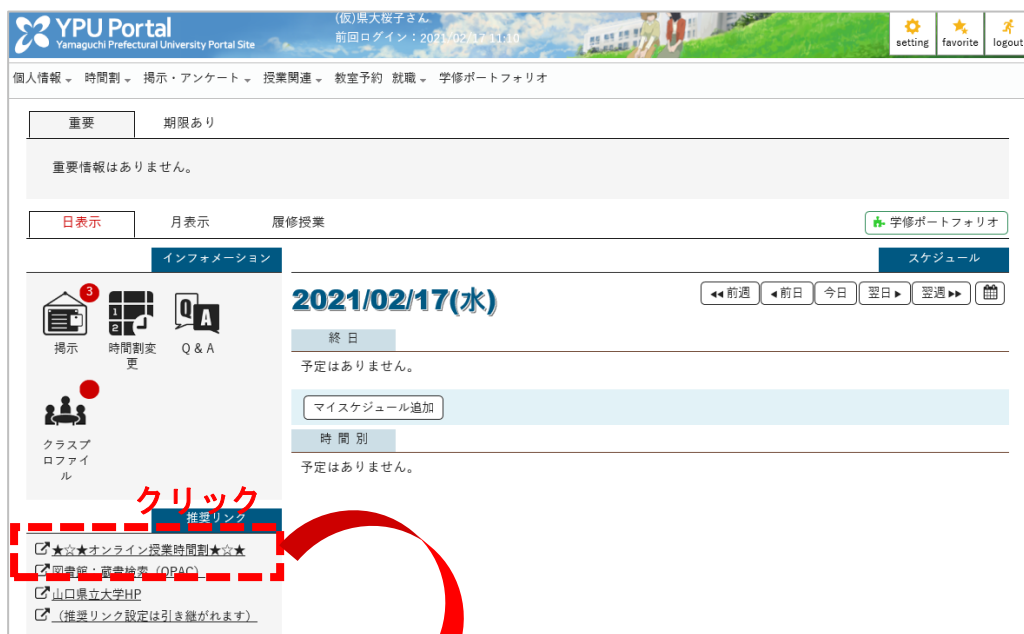 YPU Portal
Yamaguchi Prefectural University Portal Site
(仮)県大桜子さん
前回ログイン：2021/02/17 11:10
setting
favorite
logout
個人情報 時間割 掲示・アンケート 授業関連 教室予約 就職 学修ポートフォリオ
重要 期限あり
重要情報はありません。
日表示 月表示 履修授業
学修ポートフォリオ
インフォメーション
スケジュール
3
掲示
時間割変
更
Q & A
クラスプ
ロファイ
ル
2021/02/17(水)
前週 前日 今日 翌日 翌週
終 日
予定はありません。
マイスケジュール追加
時 間 別
予定はありません。
クリック
推奨リンク
★☆★オンライン授業時間割★☆★
図書館：蔵書検索（OPAC）
山口県立大学HP
（推奨リンク設定は引き継がれます）